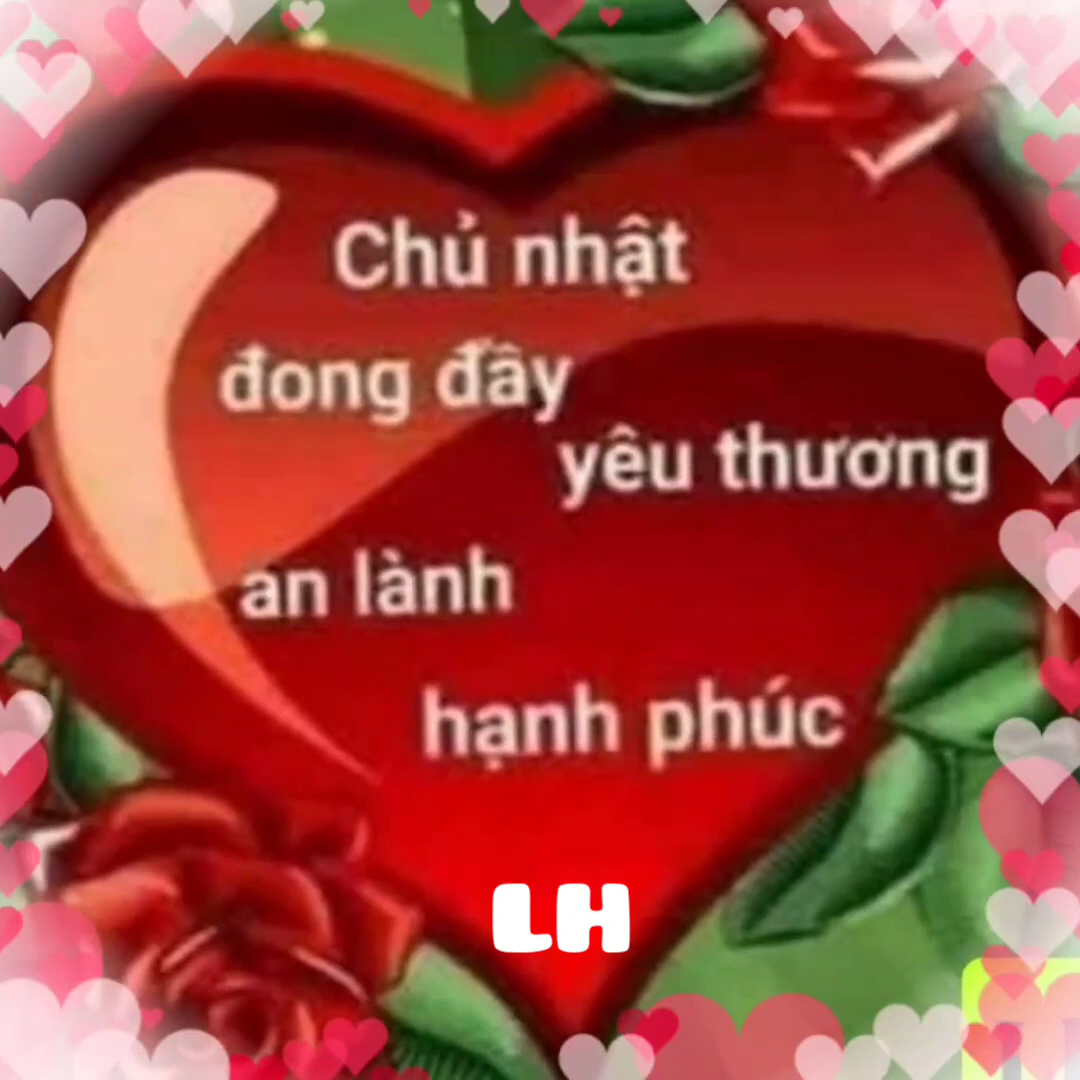 Chủ nhật
đong đầy
yêu thương
an lành
hạnh phúc
LH